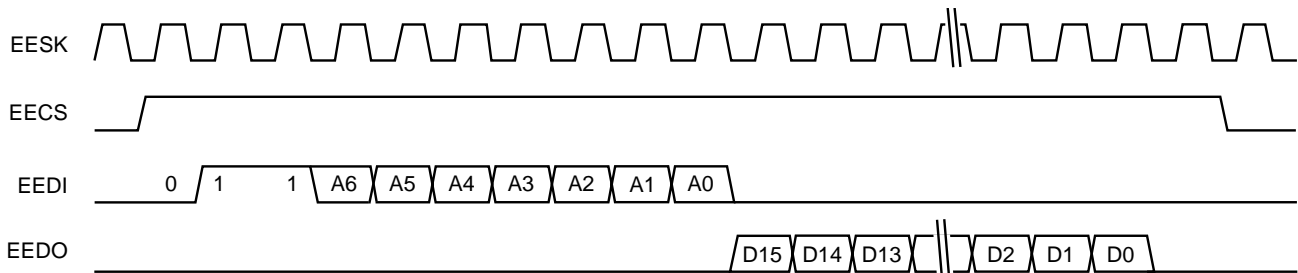 EESK
EECS
EEDI 0 1 1 A6 A5 A4 A3 A2 A1 A0
EEDO D15 D14 D13 D2 D1 D0